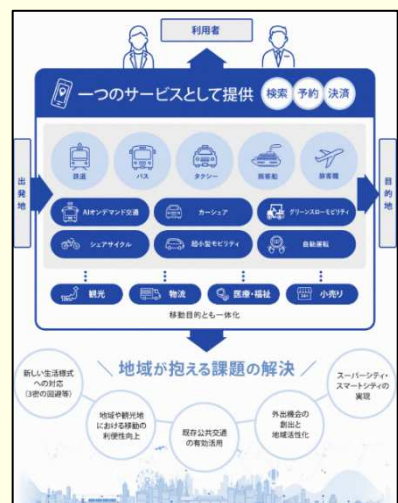 利用者
一つのサービスとして提供
検索
予約
決済
出発地
目的地
鉄道
バス
タクシー
旅客船
旅客機
AIオンデマンド交通
カーシェア
グリーンスローモビリティ
シェアサイクル
超小型モビリティ
自動運転
観光
物流
医療・福祉
小売り
移動目的とも一体化
地域が抱える課題の解決
新しい生活様式
への対応
(3密の回避等)
地域や観光地
における移動の
利便性向上
既存公共交通
の有効活用
外出機会の
創出と
地域活性化
スーパーシティ・
スマートシティの
実現